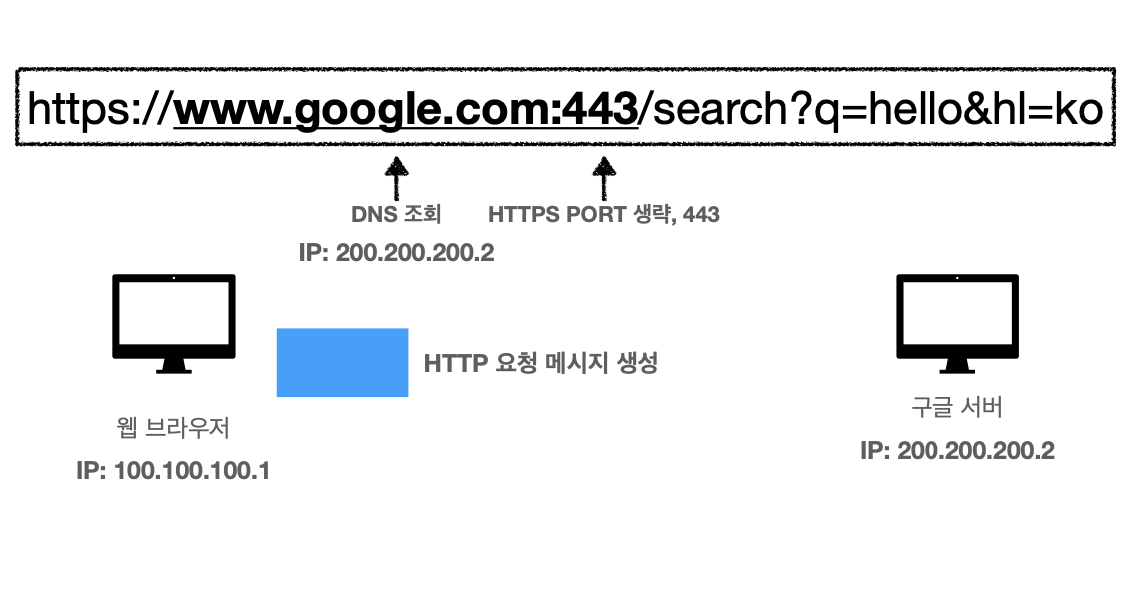 https://www.google.com:443/search?q=hello&hl=ko
DNS 조회
HTTPS PORT 생략, 443
IP: 200.200.200.2
HTTP 요청 메시지 생성
웹 브라우저
IP: 100.100.100.1
구글 서버
IP: 200.200.200.2